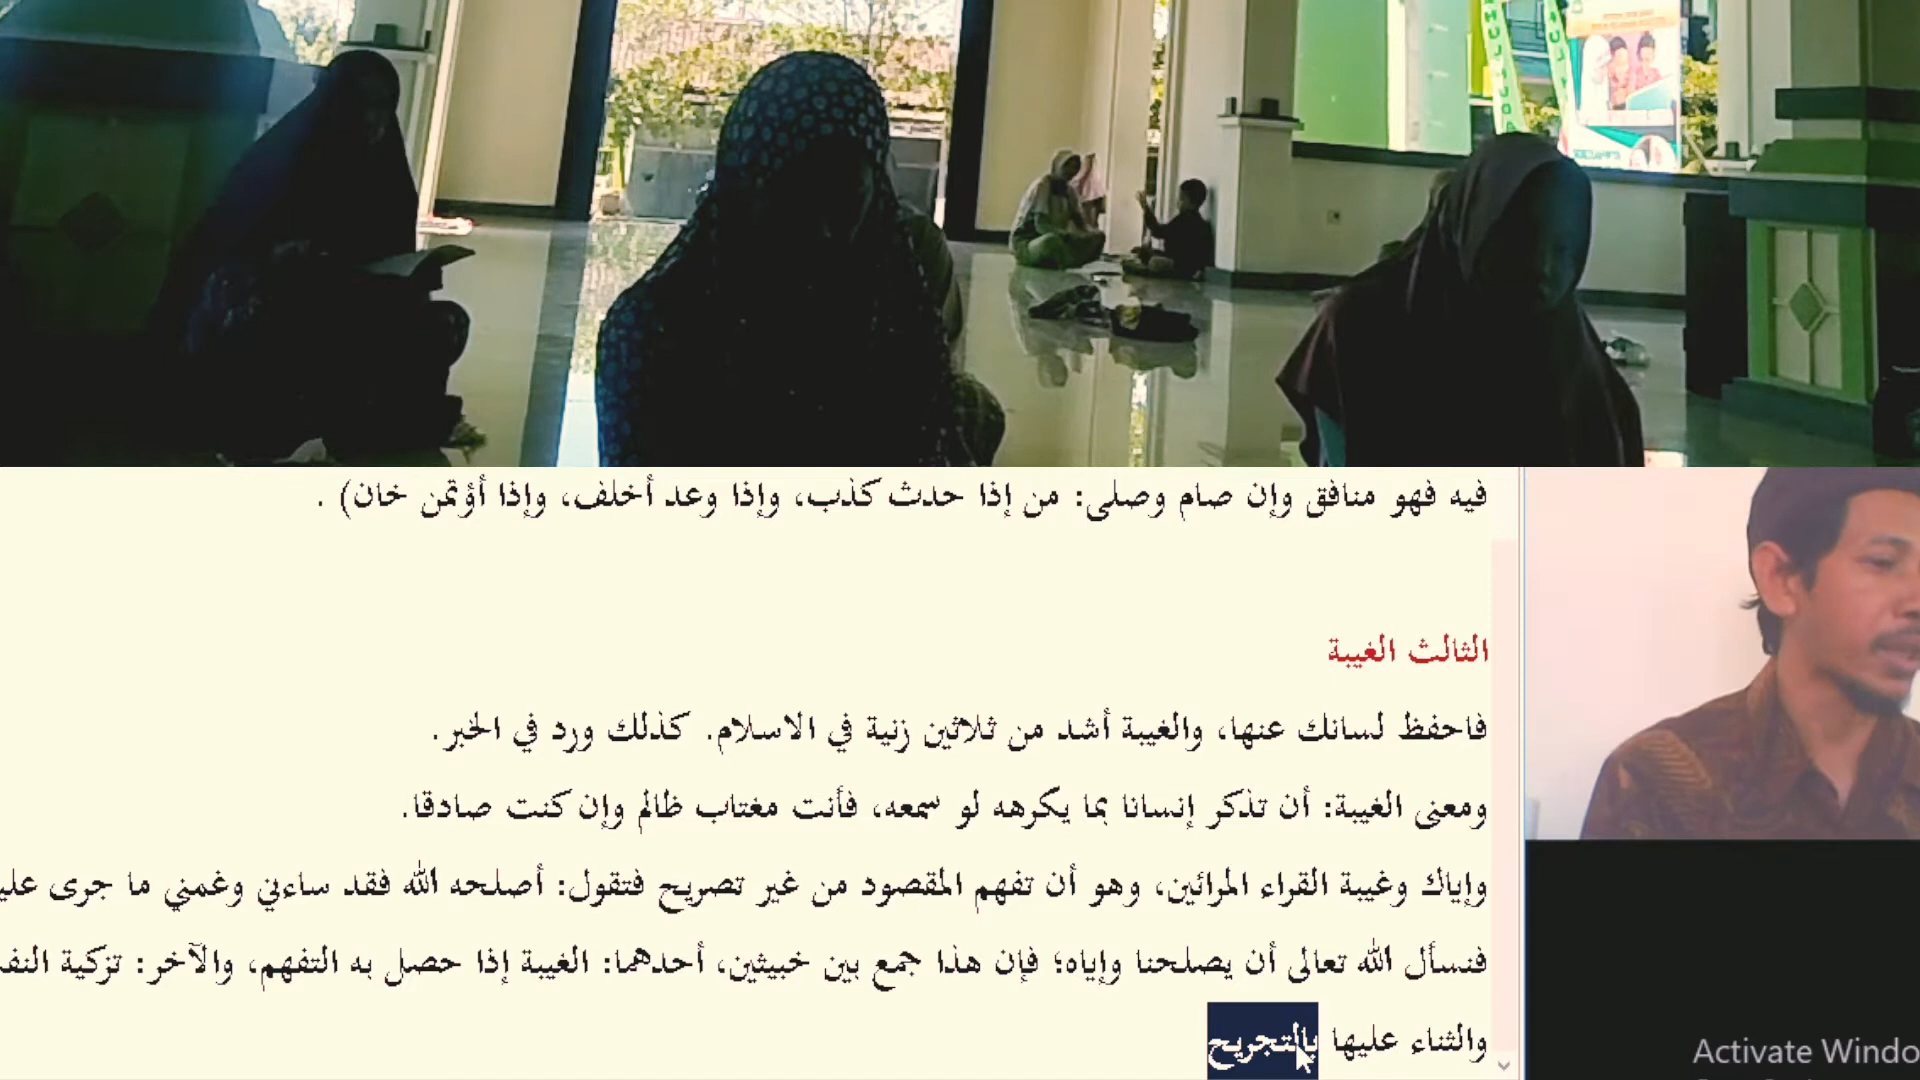 فيه فهو منافق وإن صام وصلى: من إذا حدث كذب، وإذا وعد أخلف، وإذا أؤتمن خان) .
الثالث الغيبة
فاحفظ لسانك عنها، والغيبة أشد من ثلاثين زنية في الاسلام. كذلك ورد في الخبر.
ومعنى الغيبة: أن تذكر إنسانا بما يكرهه لو سمعه، فأنت مغتاب ظالم وإن كنت صادقا.
وإياك وغيبة القراء المرائين، وهو أن تفهم المقصود من غير تصريح فتقول: أصلحه الله فقد ساءني وغمني ما جرى علي
فنسأل الله تعالى أن يصلحنا وإياه؛ فإن هذا جمع بين خبيثين، أحدهما: الغيبة إذا حصل به التفهم، والآخر: تزكية النف
والثناء عليها بالتجريح
Activate Windo